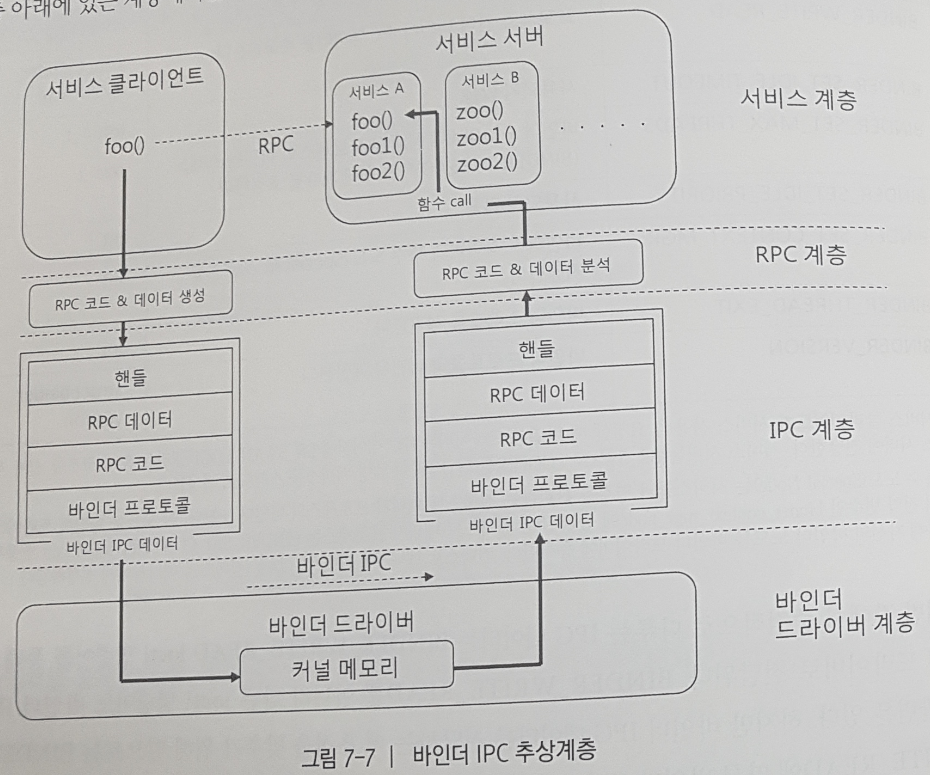 아래에 있는 계층
서비스 클라이언트
foo()
RPC
서비스 서버
서비스 A
foo()
foo1()
foo2()
서비스 B
zoo()
zoo1()
zoo2()
. . . . .
함수 call
서비스 계층
RPC 코드 & 데이터 생성
RPC 코드 & 데이터 분석
RPC 계층
핸들
RPC 데이터
RPC 코드
바인더 프로토콜
바인더 IPC 데이터
핸들
RPC 데이터
RPC 코드
바인더 프로토콜
바인더 IPC 데이터
IPC 계층
바인더 IPC
바인더 드라이버
커널 메모리
바인더
드라이버 계층
그림 7-7 | 바인더 IPC 추상계층